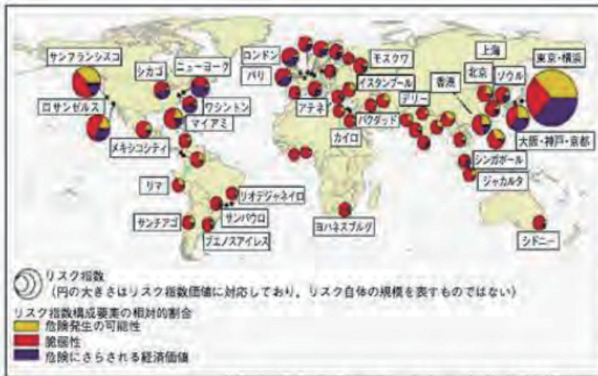 サンフランシスコ
シカゴ
ニューヨーク
ロンドン
パリ
モスクワ
イスタンブール
アテネ
バクダッド
カイロ
デリー
香港
北京
上海
ソウル
東京・横浜
大阪・神戸・京都
シンガポール
ジャカルタ
シドニー
ロサンゼルス
ワシントン
マイアミ
メキシコシティ
リマ
サンチアゴ
ブエノスアイレス
サンパウロ
リオデジャネイロ
ヨハネスブルグ
リスク指数
(円の大きさはリスク指数価値に対応しており、リスク自体の規模を表すものではない)
リスク指数構成要素の相対的割合
危険発生の可能性
脆弱性
危険にさらされる経済価値